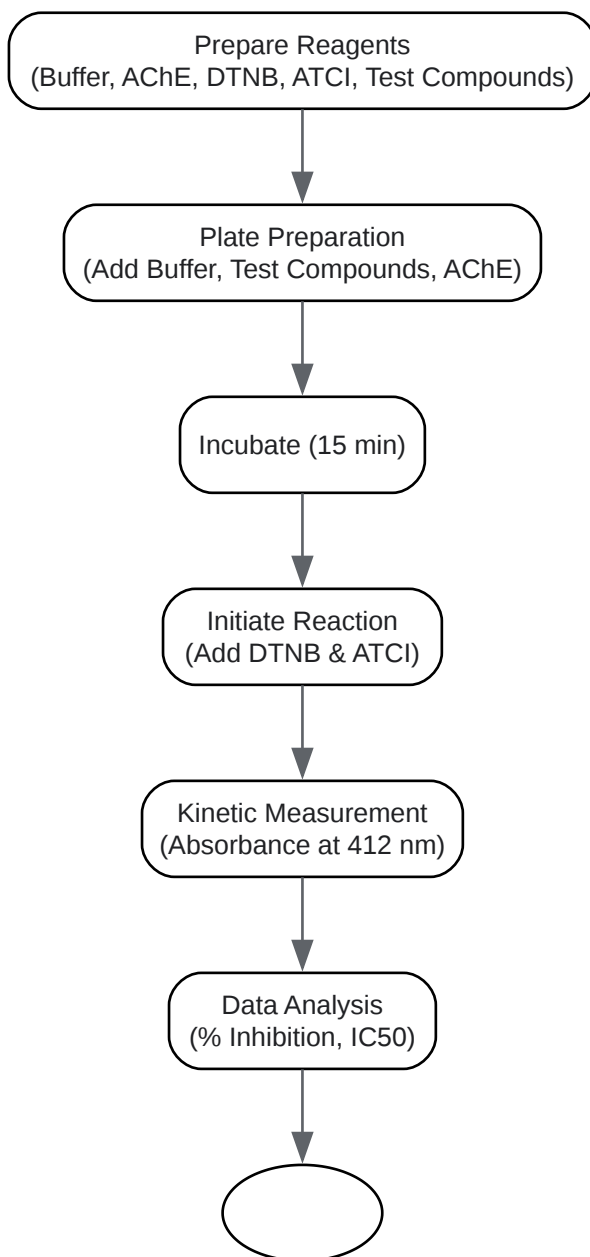 Prepare Reagents
(Buffer, AChE, DTNB, ATCI, Test Compounds)
Plate Preparation
(Add Buffer, Test Compounds, AChE)
Incubate (15 min)
Initiate Reaction
(Add DTNB & ATCI)
Kinetic Measurement
(Absorbance at 412 nm)
Data Analysis
(% Inhibition, IC50)